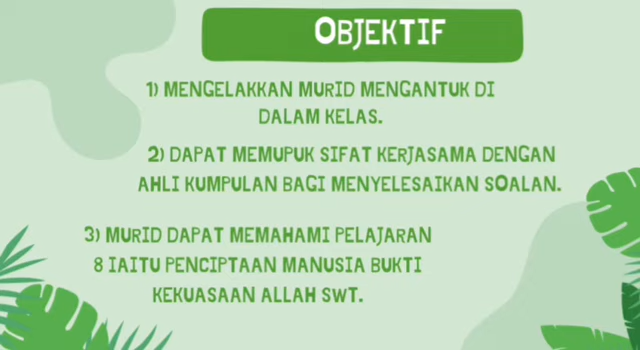 OBJEKTIF
1) MENGELAKKAN MURID MENGANTUK DI
DALAM KELAS.
2) DAPAT MEMUPUK SIFAT KERJASAMA DENGAN
AHLI KUMPULAN BAGI MENYELESAIKAN SOALAN.
3) MURID DAPAT MEMAHAMI PELAJARAN
8 IAITU PENCIPTAAN MANUSIA BUKTI
KEKUASAAN ALLAH SWT.